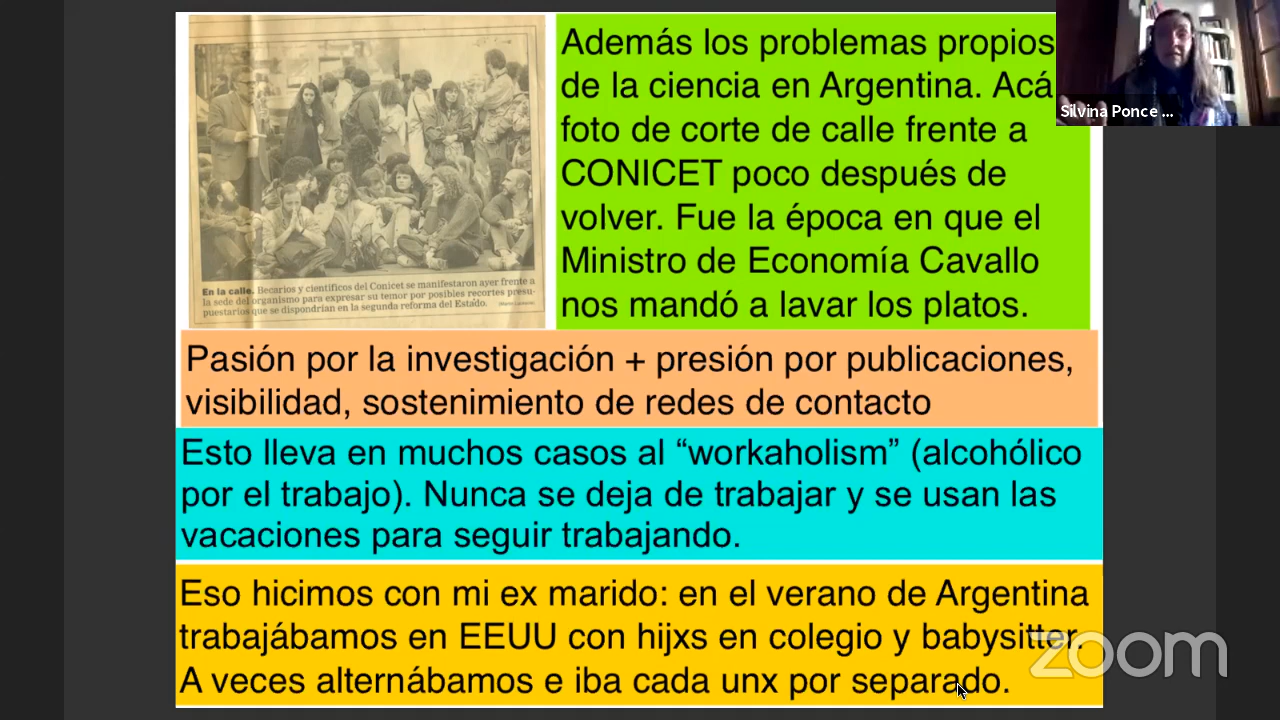 Además los problemas propios
de la ciencia en Argentina. Acá
foto de corte de calle frente a
CONICET poco después de
volver. Fue la época en que el
Ministro de Economía Cavallo
nos mandó a lavar los platos.
Silvina Ponce ...
En la calle. Becarios y científicos del Conicet se manifestaron ayer frente a
la sede del organismo para expresar su temor por posibles recortes presu-
puestarios que se dispondrían en la segunda reforma del Estado.
Pasión por la investigación + presión por publicaciones,
visibilidad, sostenimiento de redes de contacto
Esto lleva en muchos casos al “workaholism” (alcohólico
por el trabajo). Nunca se deja de trabajar y se usan las
vacaciones para seguir trabajando.
Eso hicimos con mi ex marido: en el verano de Argentina
trabajábamos en EEUU con hijxs en colegio y babysitter.
A veces alternábamos e iba cada unx por separado.
zoom